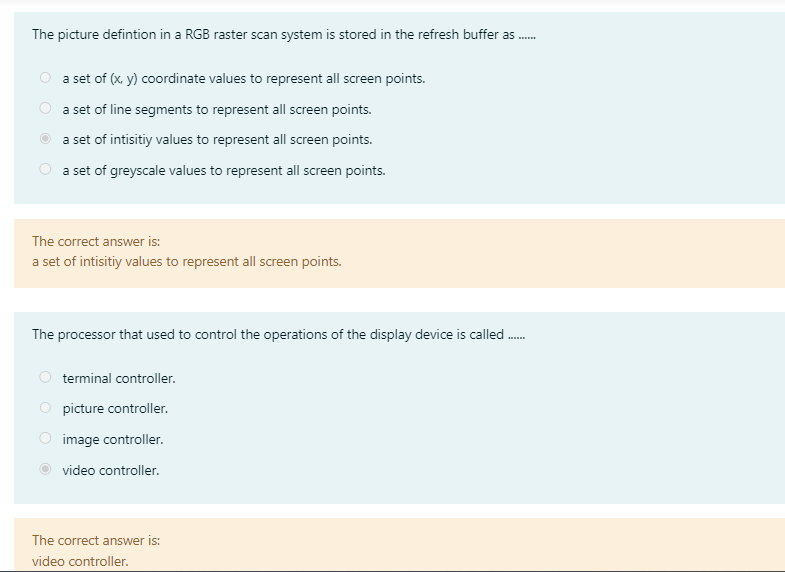 The picture defintion in a RGB raster scan system is stored in the refresh buffer as ......
a set of (x, y) coordinate values to represent all screen points.
a set of line segments to represent all screen points.
a set of intisitiy values to represent all screen points.
a set of greyscale values to represent all screen points.
The correct answer is:
a set of intisitiy values to represent all screen points.
The processor that used to control the operations of the display device is called ......
terminal controller.
picture controller.
image controller.
video controller.
The correct answer is:
video controller.